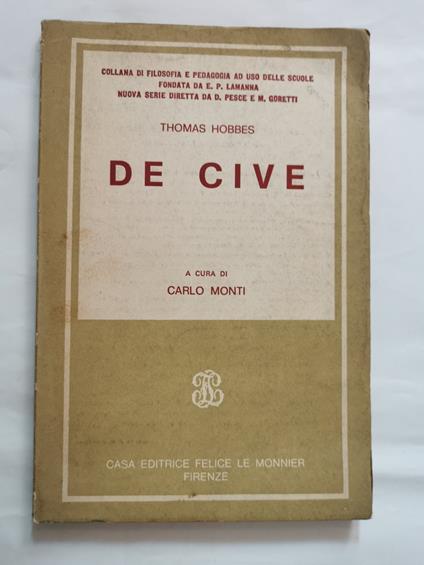 COLLANA DI FILOSOFIA E PEDAGOGIA AD USO DELLE SCUOLE
FONDATA DA E. P. LAMANNA
NUOVA SERIE DIRETTA DA D. PESCE E M. GORETTI
THOMAS HOBBES
DE CIVE
A CURA DI
CARLO MONTI
CASA EDITRICE FELICE LE MONNIER
FIRENZE